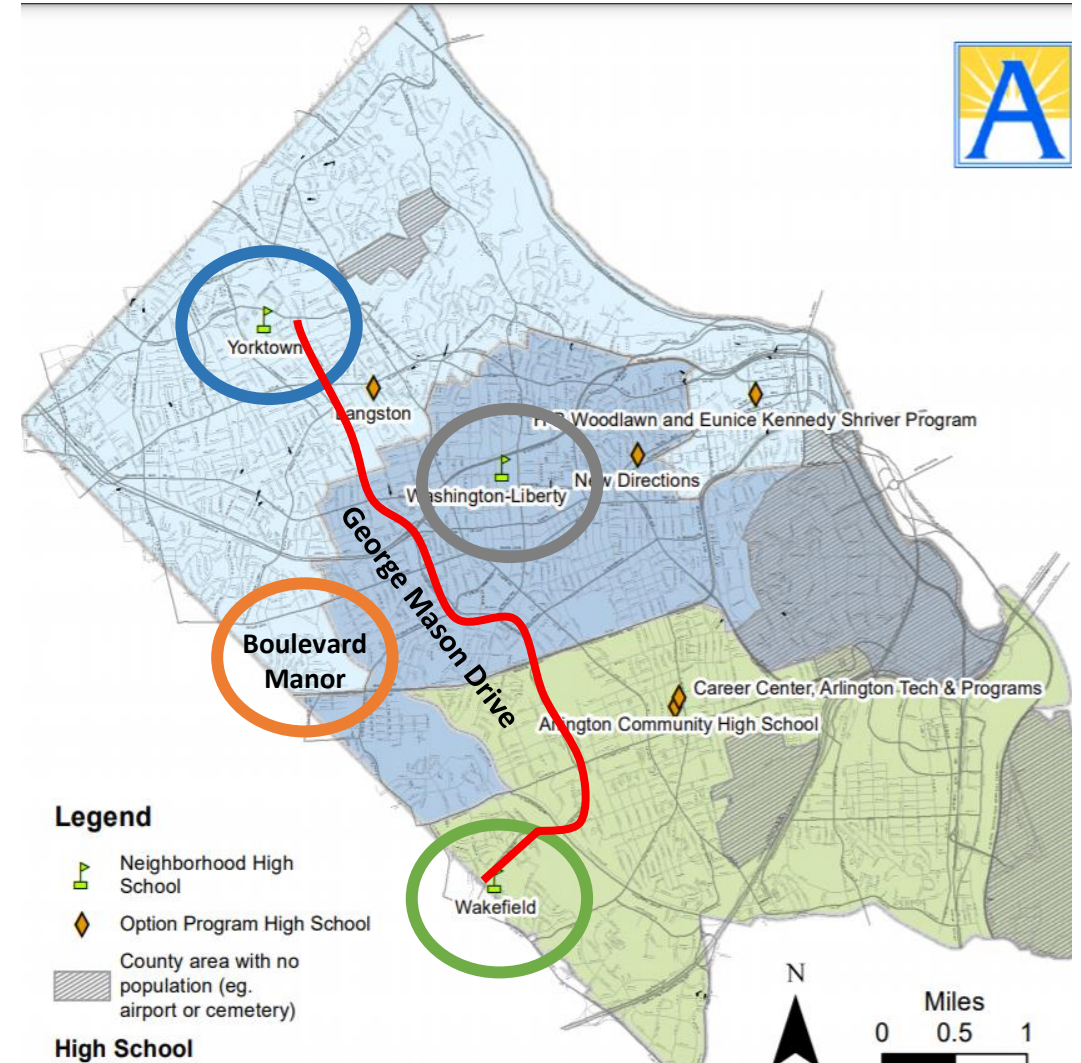 A
Yorktown
Langston
H-B Woodlawn and Eunice Kennedy Shriver Program
Washington-Liberty
New Directions
George Mason Drive
Boulevard
Manor
Career Center, Arlington Tech & Programs
Arlington Community High School
Wakefield
Legend
Neighborhood High
School
Option Program High School
County area with no
population (eg.
airport or cemetery)
High School
N
Miles
0 0.5 1